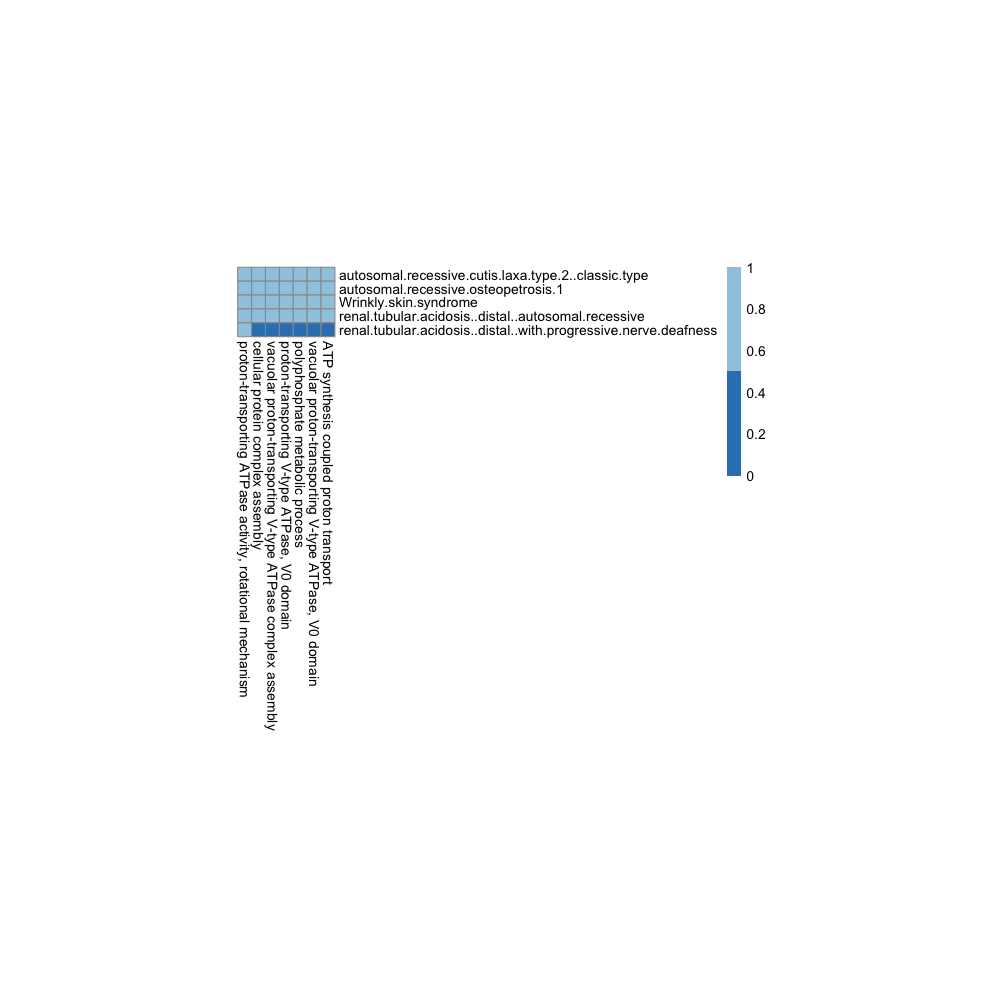 autosomal.recessive.cutis.laxa.type.2..classic.type
autosomal.recessive.osteopetrosis.1
Wrinkly.skin.syndrome
renal.tubular.acidosis..distal..autosomal.recessive
renal.tubular.acidosis..distal..with.progressive.nerve.deafness
proton-transporting ATPase activity, rotational mechanism
cellular protein complex assembly
vacuolar proton-transporting V-type ATPase complex assembly
proton-transporting V-type ATPase, V0 domain
polyphosphate metabolic process
vacuolar proton-transporting V-type ATPase, V0 domain
ATP synthesis coupled proton transport
1
0.8
0.6
0.4
0.2
0